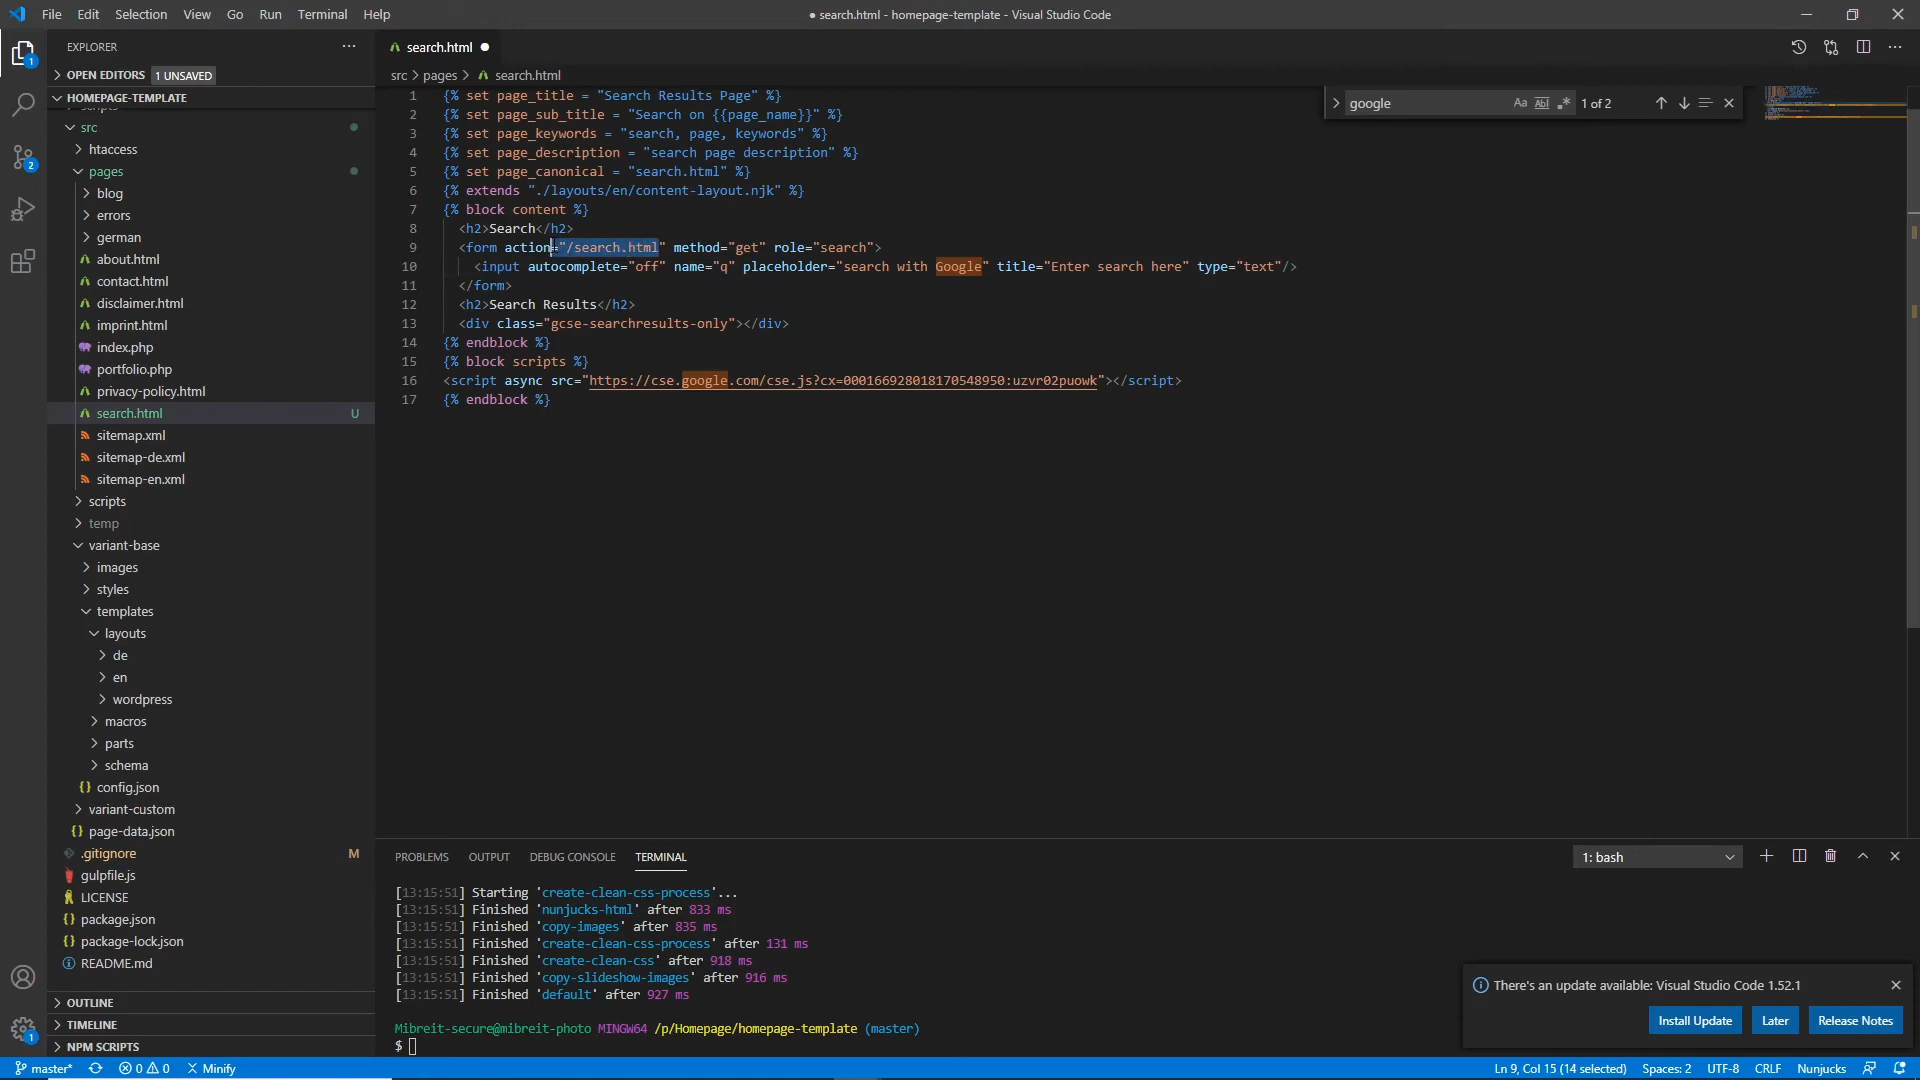 File Edit Selection View Go Run Terminal Help
● search.html - homepage-template - Visual Studio Code
EXPLORER
OPEN EDITORS 1 UNSAVED
HOMEPAGE-TEMPLATE
src
htaccess
pages
blog
errors
german
about.html
contact.html
disclaimer.html
imprint.html
index.php
portfolio.php
privacy-policy.html
search.html U
sitemap.xml
sitemap-de.xml
sitemap-en.xml
scripts
temp
variant-base
images
styles
templates
layouts
de
en
wordpress
macros
parts
schema
config.json
variant-custom
page-data.json
.gitignore M
gulpfile.js
LICENSE
package.json
package-lock.json
README.md
OUTLINE
TIMELINE
NPM SCRIPTS
1
2
1
search.html
src > pages > search.html
google Aa Abl .* 1 of 2
1 {% set page_title = "Search Results Page" %}
2 {% set page_sub_title = "Search on {{page_name}}" %}
3 {% set page_keywords = "search, page, keywords" %}
4 {% set page_description = "search page description" %}
5 {% set page_canonical = "search.html" %}
6 {% extends "./layouts/en/content-layout.njk" %}
7 {% block content %}
8 <h2>Search</h2>
9 <form action="/search.html" method="get" role="search">
10 <input autocomplete="off" name="q" placeholder="search with Google" title="Enter search here" type="text"/>
11 </form>
12 <h2>Search Results</h2>
13 <div class="gcse-searchresults-only"></div>
14 {% endblock %}
15 {% block scripts %}
16 <script async src="https://cse.google.com/cse.js?cx=000166928018170548950:uzvr02puowk"></script>
17 {% endblock %}
PROBLEMS OUTPUT DEBUG CONSOLE TERMINAL
1: bash
[13:15:51] Starting 'create-clean-css-process'...
[13:15:51] Finished 'nunjucks-html' after 833 ms
[13:15:51] Finished 'copy-images' after 835 ms
[13:15:51] Finished 'create-clean-css-process' after 131 ms
[13:15:51] Finished 'create-clean-css' after 918 ms
[13:15:51] Finished 'copy-slideshow-images' after 916 ms
[13:15:51] Finished 'default' after 927 ms
Mibreit-secure@mibreit-photo MINGW64 /p/Homepage/homepage-template (master)
$
There's an update available: Visual Studio Code 1.52.1
Install Update Later Release Notes
master* 0 0 Minify
Ln 9, Col 15 (14 selected) Spaces: 2 UTF-8 CRLF Nunjucks